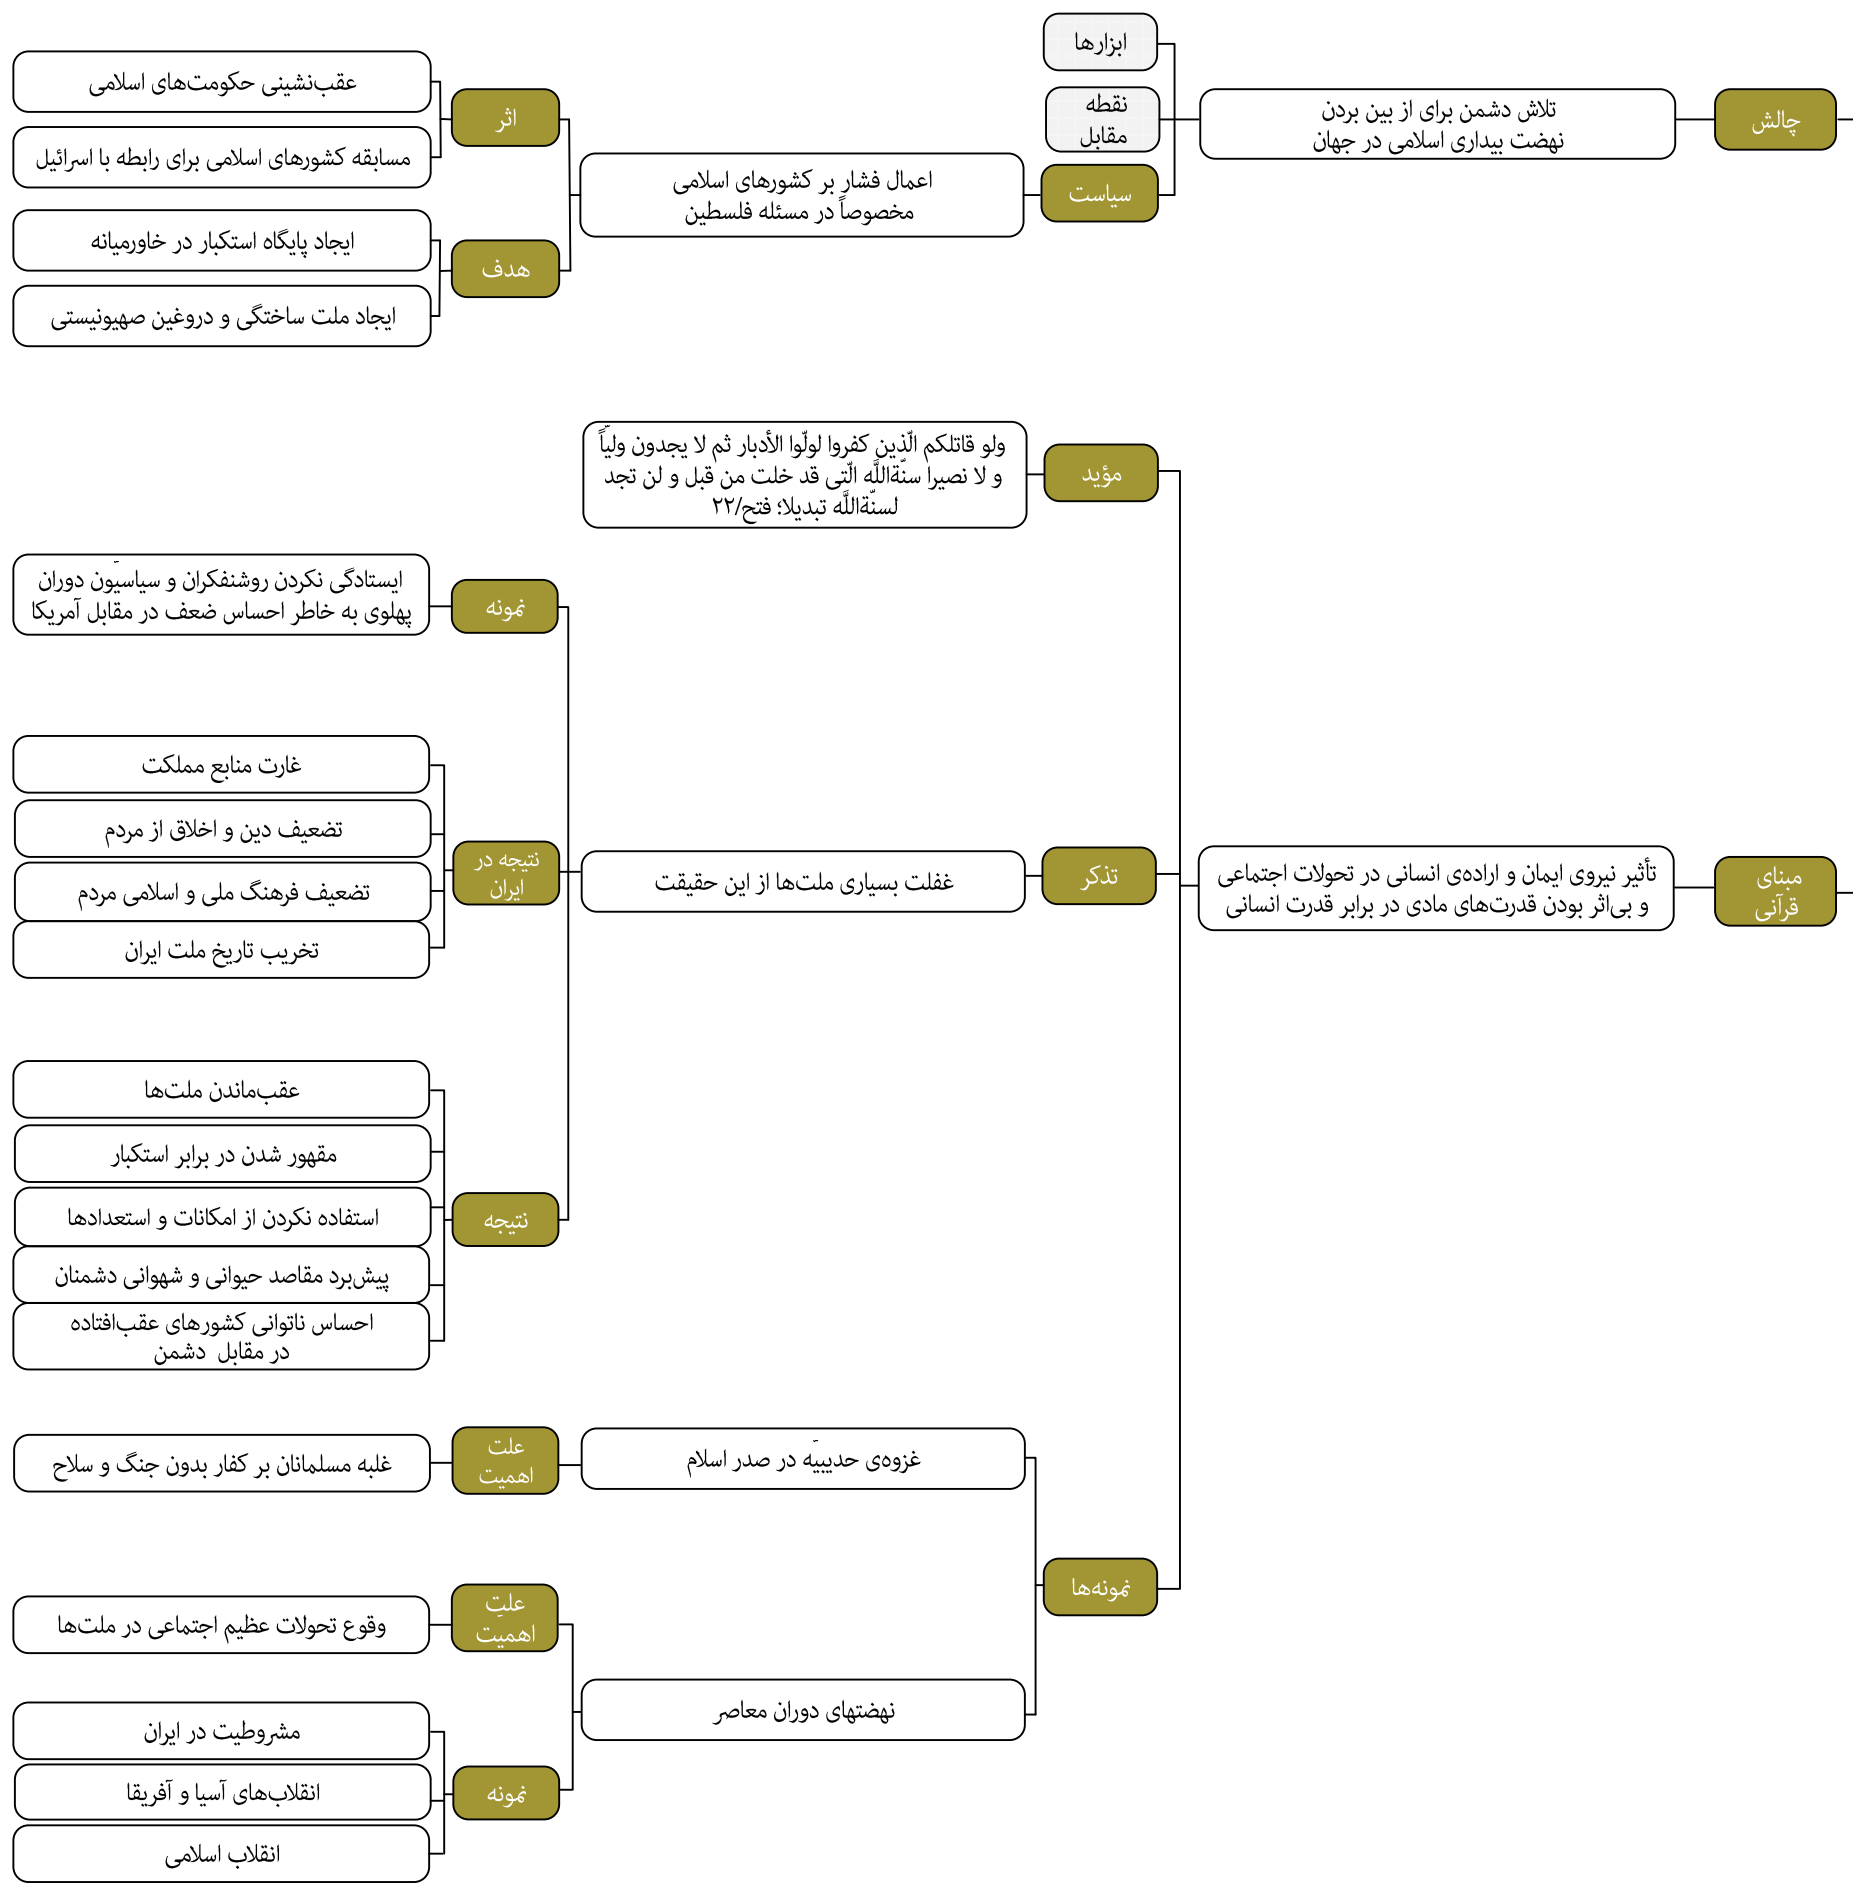 چالش
تلاش دشمن برای از بین بردن
نهضت بیداری اسلامی در جهان
ابزارها
نقطه
مقابل
سیاست
اعمال فشار بر کشورهای اسلامی
مخصوصاً در مسئله فلسطین
اثر
عقب‌نشینی حکومت‌های اسلامی
مسابقه کشورهای اسلامی برای رابطه با اسرائیل
هدف
ایجاد پایگاه استکبار در خاورمیانه
ایجاد ملت ساختگی و دروغین صهیونیستی
مبنای
قرآنی
تأثیر نیروی ایمان و اراده‌ی انسانی در تحولات اجتماعی
و بی‌اثر بودن قدرت‌های مادی در برابر قدرت انسانی
مؤید
ولو قاتلکم الّذین کفروا لولّوا الأدبار ثم لا یجدون ولیّاً
و لا نصیرا سنّةاللَّه الّتی قد خلت من قبل و لن تجد
لسنّةاللَّه تبدیلا؛ فتح/۲۲
تذکر
غفلت بسیاری ملت‌ها از این حقیقت
نمونه
ایستادگی نکردن روشنفکران و سیاسیّون دوران
پهلوی به خاطر احساس ضعف در مقابل آمریکا
نتیجه در
ایران
غارت منابع مملکت
تضعیف دین و اخلاق از مردم
تضعیف فرهنگ ملی و اسلامی مردم
تخریب تاریخ ملت ایران
نتیجه
عقب‌ماندن ملت‌ها
مقهور شدن در برابر استکبار
استفاده نکردن از امکانات و استعدادها
پیش‌برد مقاصد حیوانی و شهوانی دشمنان
احساس ناتوانی کشورهای عقب‌افتاده
در مقابل دشمن
نمونه‌ها
غزوه‌ی حدیبیّه در صدر اسلام
علت
اهمیت
غلبه مسلمانان بر کفار بدون جنگ و سلاح
نهضتهای دوران معاصر
علتِ
اهمیت
وقوع تحولات عظیم اجتماعی در ملت‌ها
نمونه
مشروطیت در ایران
انقلاب‌های آسیا و آفریقا
انقلاب اسلامی